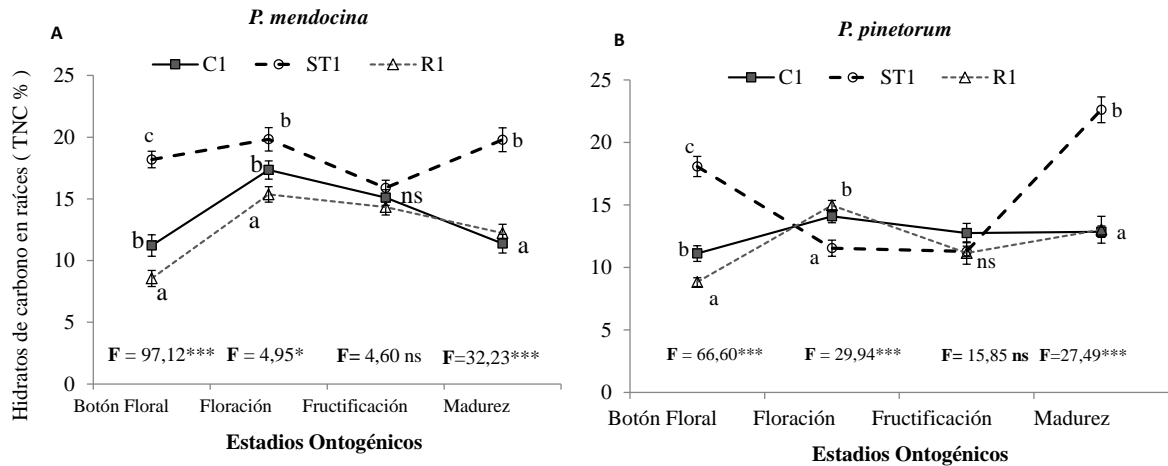 P. mendocina
A
C1 ST1 R1
Hidratos de carbono en raíces ( TNC % )
25
20
15
10
5
0
c
b
b
b
b
a
a
ns
a
F = 97,12*** F = 4,95* F= 4,60 ns F=32,23***
Botón Floral Floración Fructificación Madurez
Estadios Ontogénicos
P. pinetorum
B
C1 ST1 R1
25
20
15
10
5
0
c
b
b
b
a
a
a
ns
F = 66,60*** F = 29,94*** F= 15,85 ns F=27,49***
Botón Floral Floración Fructificación Madurez
Estadios Ontogénicos